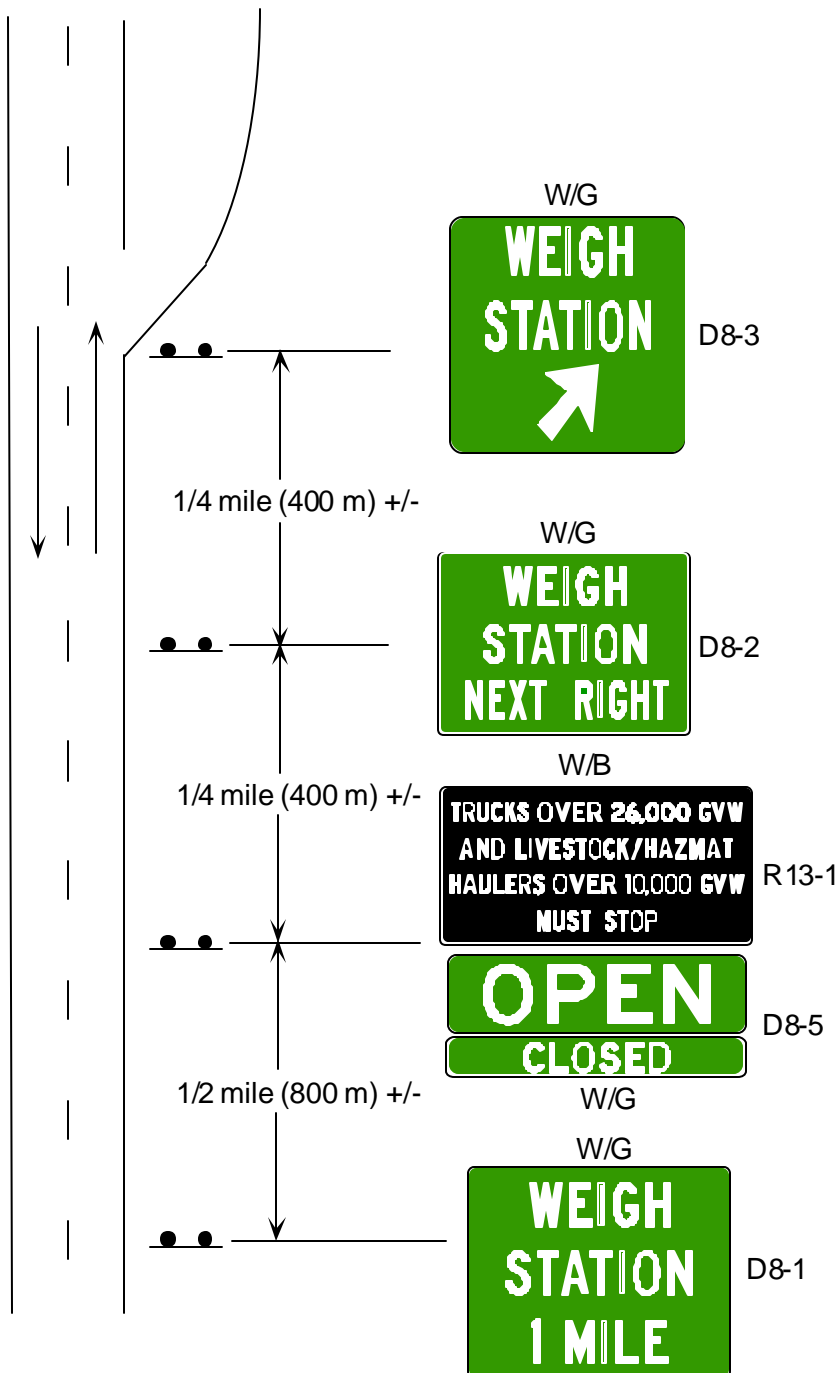 W/G
WEIGH
STATION
D8-3
1/4 mile (400 m) +/-
W/G
WEIGH
STATION
NEXT RIGHT
D8-2
W/B
1/4 mile (400 m) +/-
TRUCKS OVER 26,000 GVW
AND LIVESTOCK/HAZMAT
HAULERS OVER 10,000 GVW
MUST STOP
R13-1
OPEN
CLOSED
D8-5
1/2 mile (800 m) +/-
W/G
W/G
WEIGH
STATION
1 MILE
D8-1